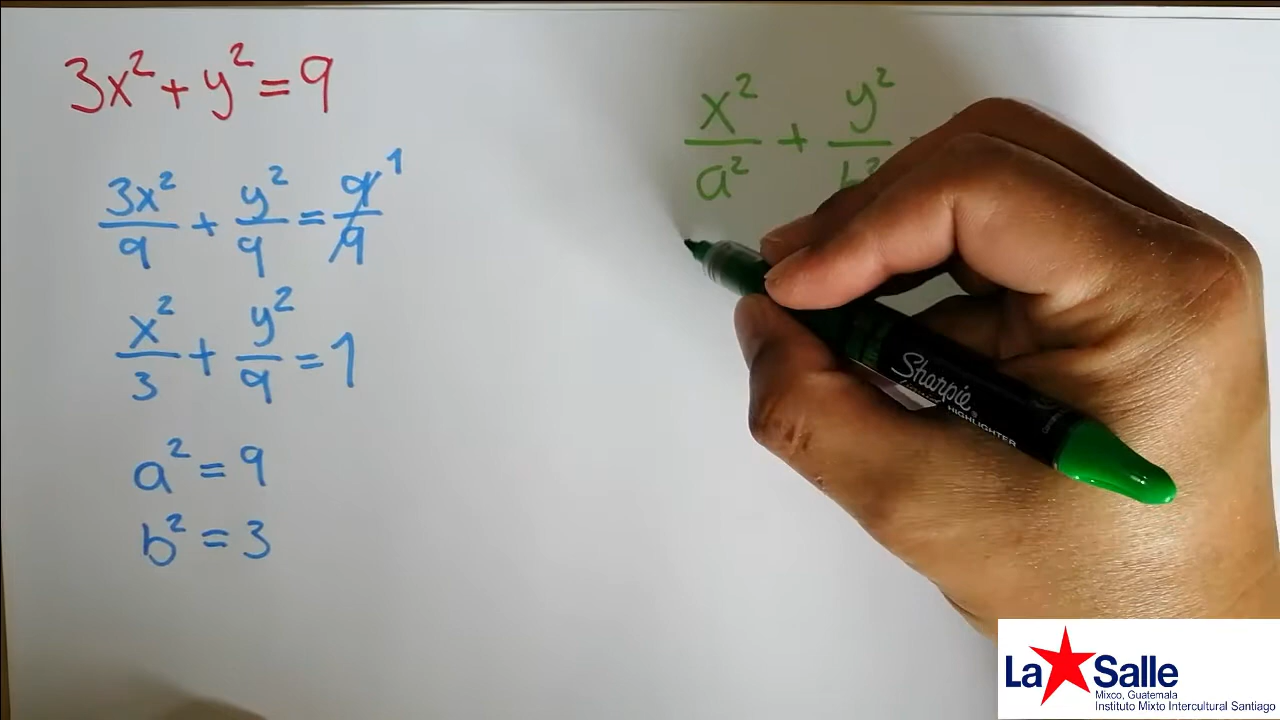 3x² + y² = 9
3x²/9 + y²/9 = 9/9 1
x²/3 + y²/9 = 1
a² = 9
b² = 3
x²/a² + y²/b²
Sharpie
HIGHLIGHTER
La Salle
Mixco, Guatemala
Instituto Mixto Intercultural Santiago